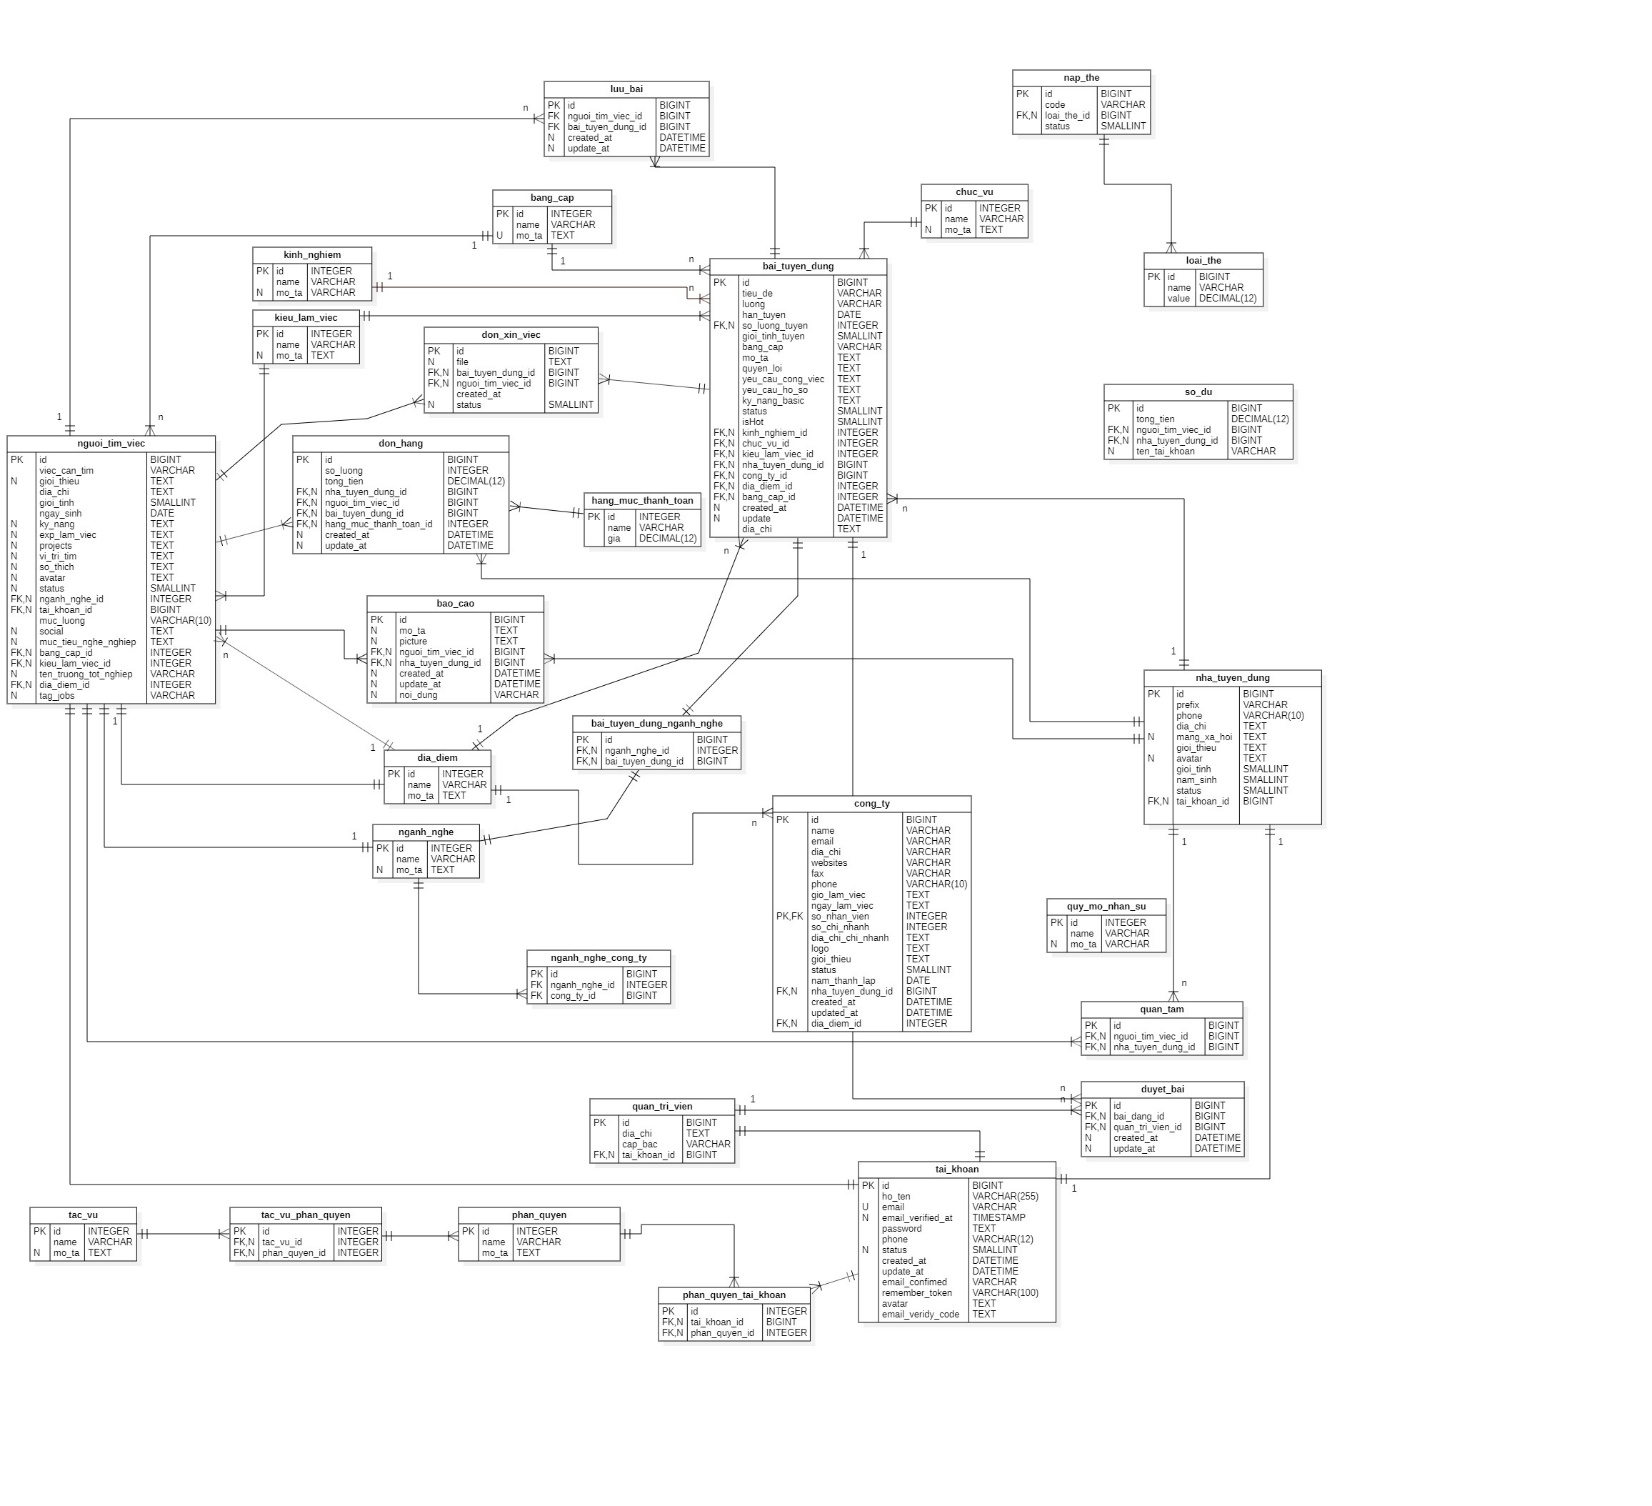 nap_the
PK id BIGINT
code VARCHAR
FK,N loai_the_id BIGINT
status SMALLINT
luu_bai
PK id BIGINT
FK nguoi_tim_viec_id BIGINT
FK bai_tuyen_dung_id BIGINT
N created_at DATETIME
N update_at DATETIME
n
bang_cap
PK id INTEGER
name VARCHAR
U mo_ta TEXT
1
1
chuc_vu
PK id INTEGER
name VARCHAR
N mo_ta TEXT
kinh_nghiem
PK id INTEGER
name VARCHAR
N mo_ta VARCHAR
1
n
n
loai_the
PK id BIGINT
name VARCHAR
value DECIMAL(12)
bai_tuyen_dung
PK id BIGINT
tieu_de VARCHAR
luong VARCHAR
han_tuyen DATE
FK,N so_luong_tuyen INTEGER
gioi_tinh_tuyen SMALLINT
bang_cap VARCHAR
mo_ta TEXT
quyen_loi TEXT
yeu_cau_cong_viec TEXT
yeu_cau_ho_so TEXT
ky_nang_basic TEXT
status SMALLINT
isHot SMALLINT
FK,N kinh_nghiem_id INTEGER
FK,N chuc_vu_id INTEGER
FK,N kieu_lam_viec_id INTEGER
FK,N nha_tuyen_dung_id BIGINT
FK,N cong_ty_id BIGINT
FK,N dia_diem_id INTEGER
FK,N bang_cap_id INTEGER
N created_at DATETIME
N update DATETIME
dia_chi TEXT
n
n
1
kieu_lam_viec
PK id INTEGER
name VARCHAR
N mo_ta TEXT
don_xin_viec
PK id BIGINT
N file TEXT
FK,N bai_tuyen_dung_id BIGINT
FK,N nguoi_tim_viec_id BIGINT
created_at
N status SMALLINT
so_du
PK id BIGINT
tong_tien DECIMAL(12)
FK,N nguoi_tim_viec_id BIGINT
FK,N nha_tuyen_dung_id BIGINT
N ten_tai_khoan VARCHAR
1
n
nguoi_tim_viec
PK id BIGINT
viec_can_tim VARCHAR
N gioi_thieu TEXT
dia_chi TEXT
gioi_tinh SMALLINT
ngay_sinh DATE
N ky_nang TEXT
N exp_lam_viec TEXT
N projects TEXT
N vi_tri_tim TEXT
N so_thich TEXT
N avatar TEXT
N status SMALLINT
FK,N nganh_nghe_id INTEGER
FK,N tai_khoan_id BIGINT
muc_luong VARCHAR(10)
N social TEXT
N muc_tieu_nghe_nghiep TEXT
FK,N bang_cap_id INTEGER
FK,N kieu_lam_viec_id INTEGER
N ten_truong_tot_nghiep VARCHAR
FK,N dia_diem_id INTEGER
N tag_jobs VARCHAR
n
1
don_hang
PK id BIGINT
so_luong INTEGER
tong_tien DECIMAL(12)
FK,N nha_tuyen_dung_id BIGINT
FK,N nguoi_tim_viec_id BIGINT
FK,N bai_tuyen_dung_id BIGINT
FK,N hang_muc_thanh_toan_id INTEGER
N created_at DATETIME
N update_at DATETIME
hang_muc_thanh_toan
PK id INTEGER
name VARCHAR
gia DECIMAL(12)
bao_cao
PK id BIGINT
N mo_ta TEXT
N picture TEXT
FK,N nguoi_tim_viec_id BIGINT
FK,N nha_tuyen_dung_id BIGINT
N created_at DATETIME
N update_at DATETIME
N noi_dung VARCHAR
1
nha_tuyen_dung
PK id BIGINT
prefix VARCHAR
phone VARCHAR(10)
dia_chi TEXT
N mang_xa_hoi TEXT
gioi_thieu TEXT
N avatar TEXT
gioi_tinh SMALLINT
nam_sinh SMALLINT
status SMALLINT
FK,N tai_khoan_id BIGINT
1
1
bai_tuyen_dung_nganh_nghe
PK id BIGINT
FK,N nganh_nghe_id INTEGER
FK,N bai_tuyen_dung_id BIGINT
1
1
dia_diem
PK id INTEGER
name VARCHAR
mo_ta TEXT
1
n
cong_ty
PK id BIGINT
name VARCHAR
email VARCHAR
dia_chi VARCHAR
websites VARCHAR
fax VARCHAR
phone VARCHAR(10)
gio_lam_viec TEXT
ngay_lam_viec TEXT
PK,FK so_nhan_vien INTEGER
so_chi_nhanh INTEGER
dia_chi_chi_nhanh TEXT
logo TEXT
gioi_thieu TEXT
status SMALLINT
nam_thanh_lap DATE
FK,N nha_tuyen_dung_id BIGINT
created_at DATETIME
updated_at DATETIME
FK,N dia_diem_id INTEGER
1
nganh_nghe
PK id INTEGER
name VARCHAR
N mo_ta TEXT
quy_mo_nhan_su
PK id INTEGER
name VARCHAR
N mo_ta VARCHAR
nganh_nghe_cong_ty
PK id BIGINT
FK nganh_nghe_id INTEGER
FK cong_ty_id BIGINT
n
quan_tam
PK id BIGINT
FK,N nguoi_tim_viec_id BIGINT
FK,N nha_tuyen_dung_id BIGINT
n
n
duyet_bai
PK id BIGINT
FK,N bai_dang_id BIGINT
FK,N quan_tri_vien_id BIGINT
N created_at DATETIME
N update_at DATETIME
quan_tri_vien
PK id BIGINT
dia_chi TEXT
cap_bac VARCHAR
FK,N tai_khoan_id BIGINT
1
tai_khoan
PK id BIGINT
ho_ten VARCHAR(255)
U email VARCHAR
N email_verified_at TIMESTAMP
password TEXT
phone VARCHAR(12)
N status SMALLINT
created_at DATETIME
update_at DATETIME
email_confimed VARCHAR
remember_token VARCHAR(100)
avatar TEXT
email_veridy_code TEXT
1
tac_vu
PK id INTEGER
name VARCHAR
N mo_ta TEXT
tac_vu_phan_quyen
PK id INTEGER
FK,N tac_vu_id INTEGER
FK,N phan_quyen_id INTEGER
phan_quyen
PK id INTEGER
name VARCHAR
mo_ta TEXT
phan_quyen_tai_khoan
PK id INTEGER
FK,N tai_khoan_id BIGINT
FK,N phan_quyen_id INTEGER